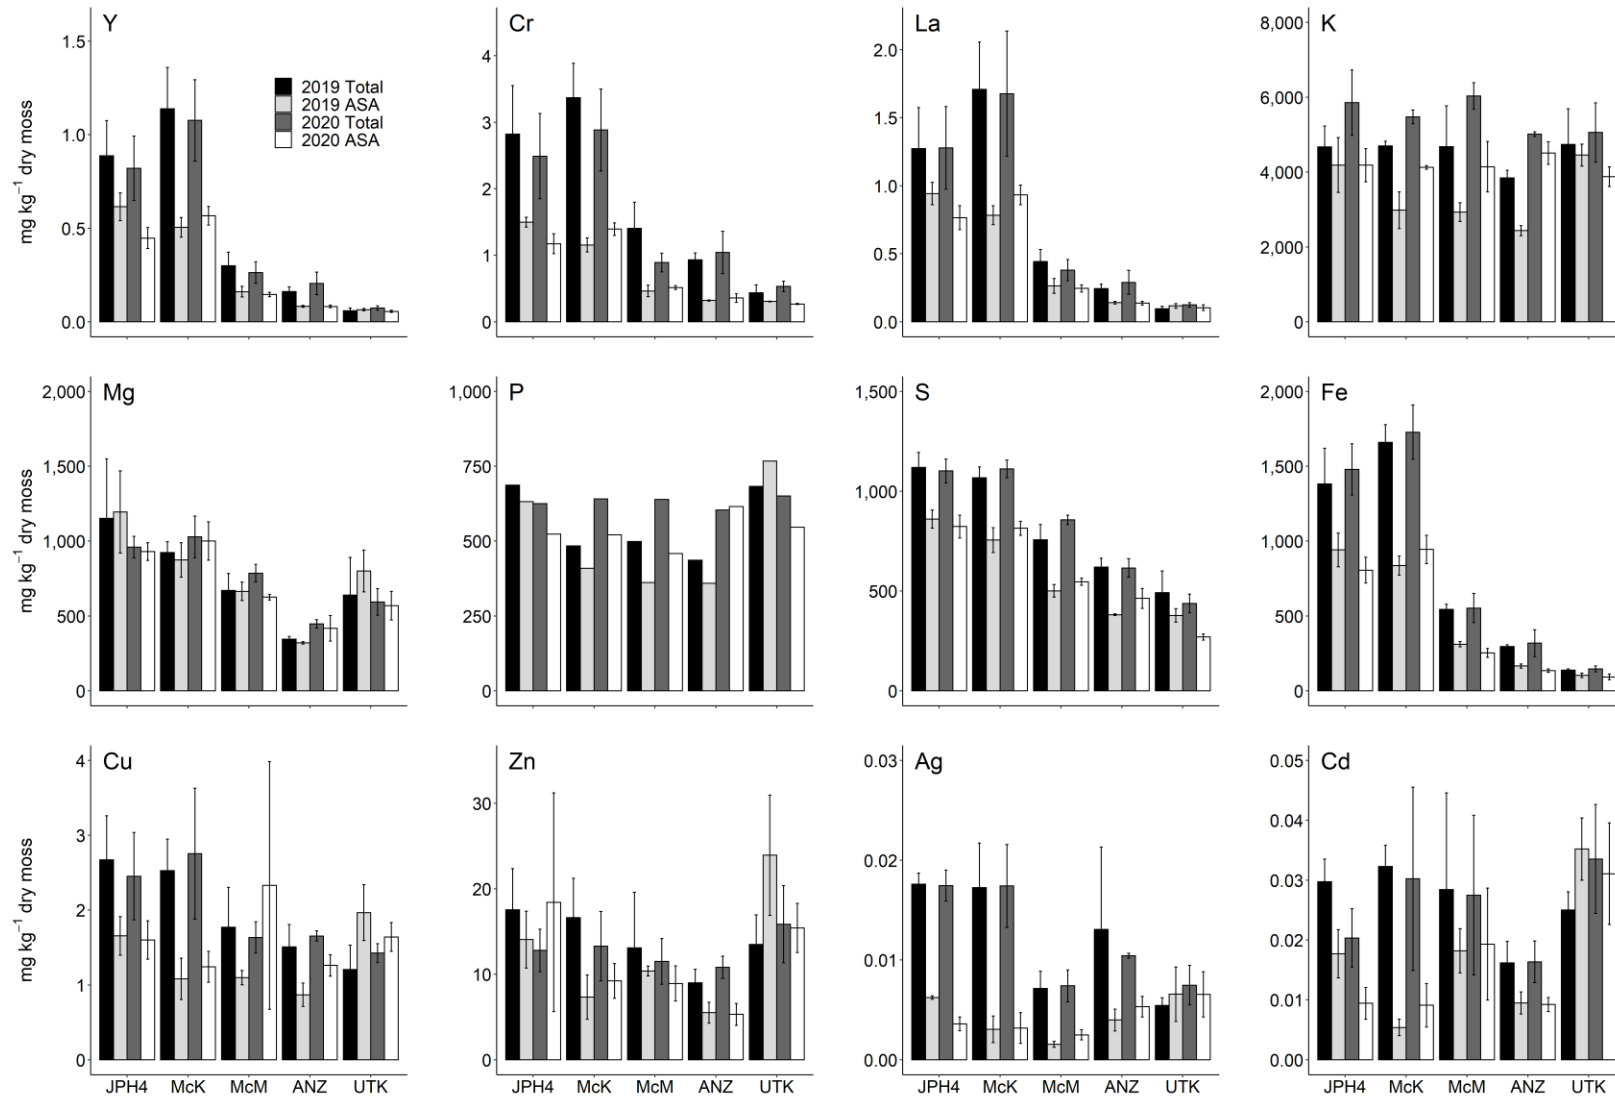 Y
1.5
1.0
0.5
0.0
mg kg⁻¹ dry moss
2019 Total
2019 ASA
2020 Total
2020 ASA
Cr
4
3
2
1
0
La
2.0
1.5
1.0
0.5
0.0
K
8,000
6,000
4,000
2,000
0
Mg
2,000
1,500
1,000
500
0
mg kg⁻¹ dry moss
P
1,000
750
500
250
0
S
1,500
1,000
500
0
Fe
2,000
1,500
1,000
500
0
Cu
4
3
2
1
0
mg kg⁻¹ dry moss
JPH4 McK McM ANZ UTK
Zn
30
20
10
0
JPH4 McK McM ANZ UTK
Ag
0.03
0.02
0.01
0.00
JPH4 McK McM ANZ UTK
Cd
0.05
0.04
0.03
0.02
0.01
0.00
JPH4 McK McM ANZ UTK